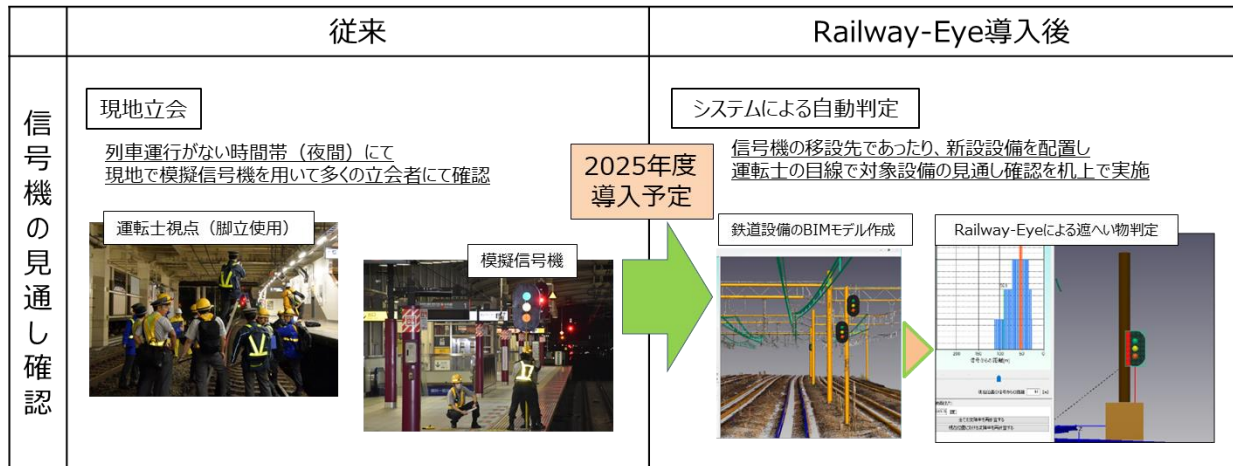 従来
Railway-Eye導入後
信号機の見通し確認
現地立会
列車運行がない時間帯（夜間）にて
現地で模擬信号機を用いて多くの立会者にて確認
運転士視点（脚立使用）
模擬信号機
2025年度
導入予定
システムによる自動判定
信号機の移設先であったり、新設設備を配置し
運転士の目線で対象設備の見通し確認を机上で実施
鉄道設備のBIMモデル作成
Railway-Eyeによる遮へい物判定
200
150
100
50
0